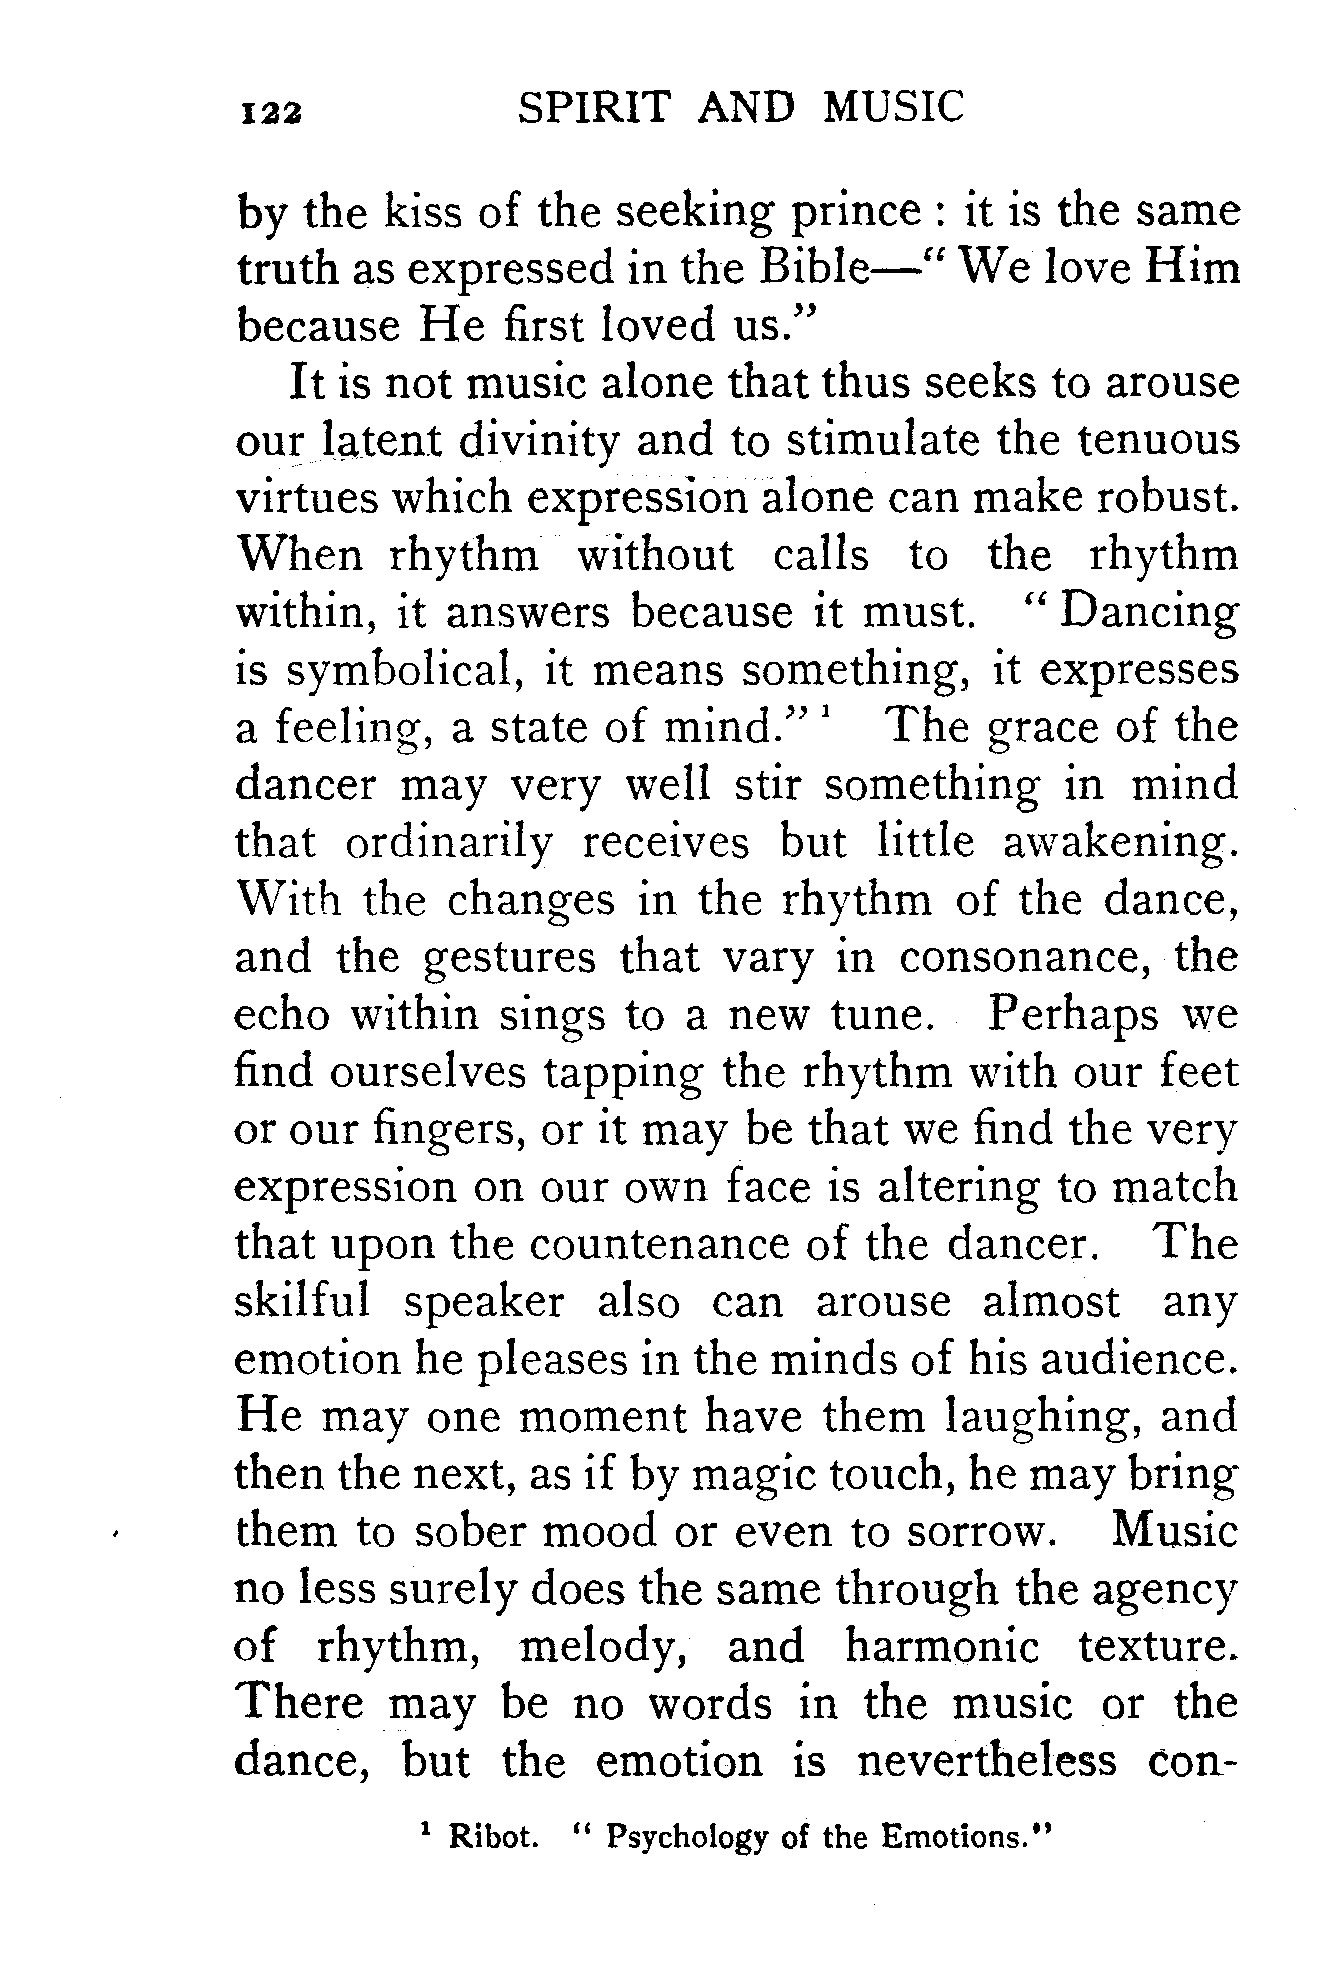 122 SPIRIT AND MUSIC
by the kiss of the seeking prince : it is the same
truth as expressed in the Bible—“ We love Him
because He first loved us.”
It is not music alone that thus seeks to arouse
our latent divinity and to stimulate the tenuous
virtues which expression alone can make robust.
When rhythm without calls to the rhythm
within, it answers because it must. “ Dancing
is symbolical, it means something, it expresses
a feeling, a state of mind.” ¹ The grace of the
dancer may very well stir something in mind
that ordinarily receives but little awakening.
With the changes in the rhythm of the dance,
and the gestures that vary in consonance, the
echo within sings to a new tune. Perhaps we
find ourselves tapping the rhythm with our feet
or our fingers, or it may be that we find the very
expression on our own face is altering to match
that upon the countenance of the dancer. The
skilful speaker also can arouse almost any
emotion he pleases in the minds of his audience.
He may one moment have them laughing, and
then the next, as if by magic touch, he may bring
them to sober mood or even to sorrow. Music
no less surely does the same through the agency
of rhythm, melody, and harmonic texture.
There may be no words in the music or the
dance, but the emotion is nevertheless con-
¹ Ribot. “ Psychology of the Emotions.”